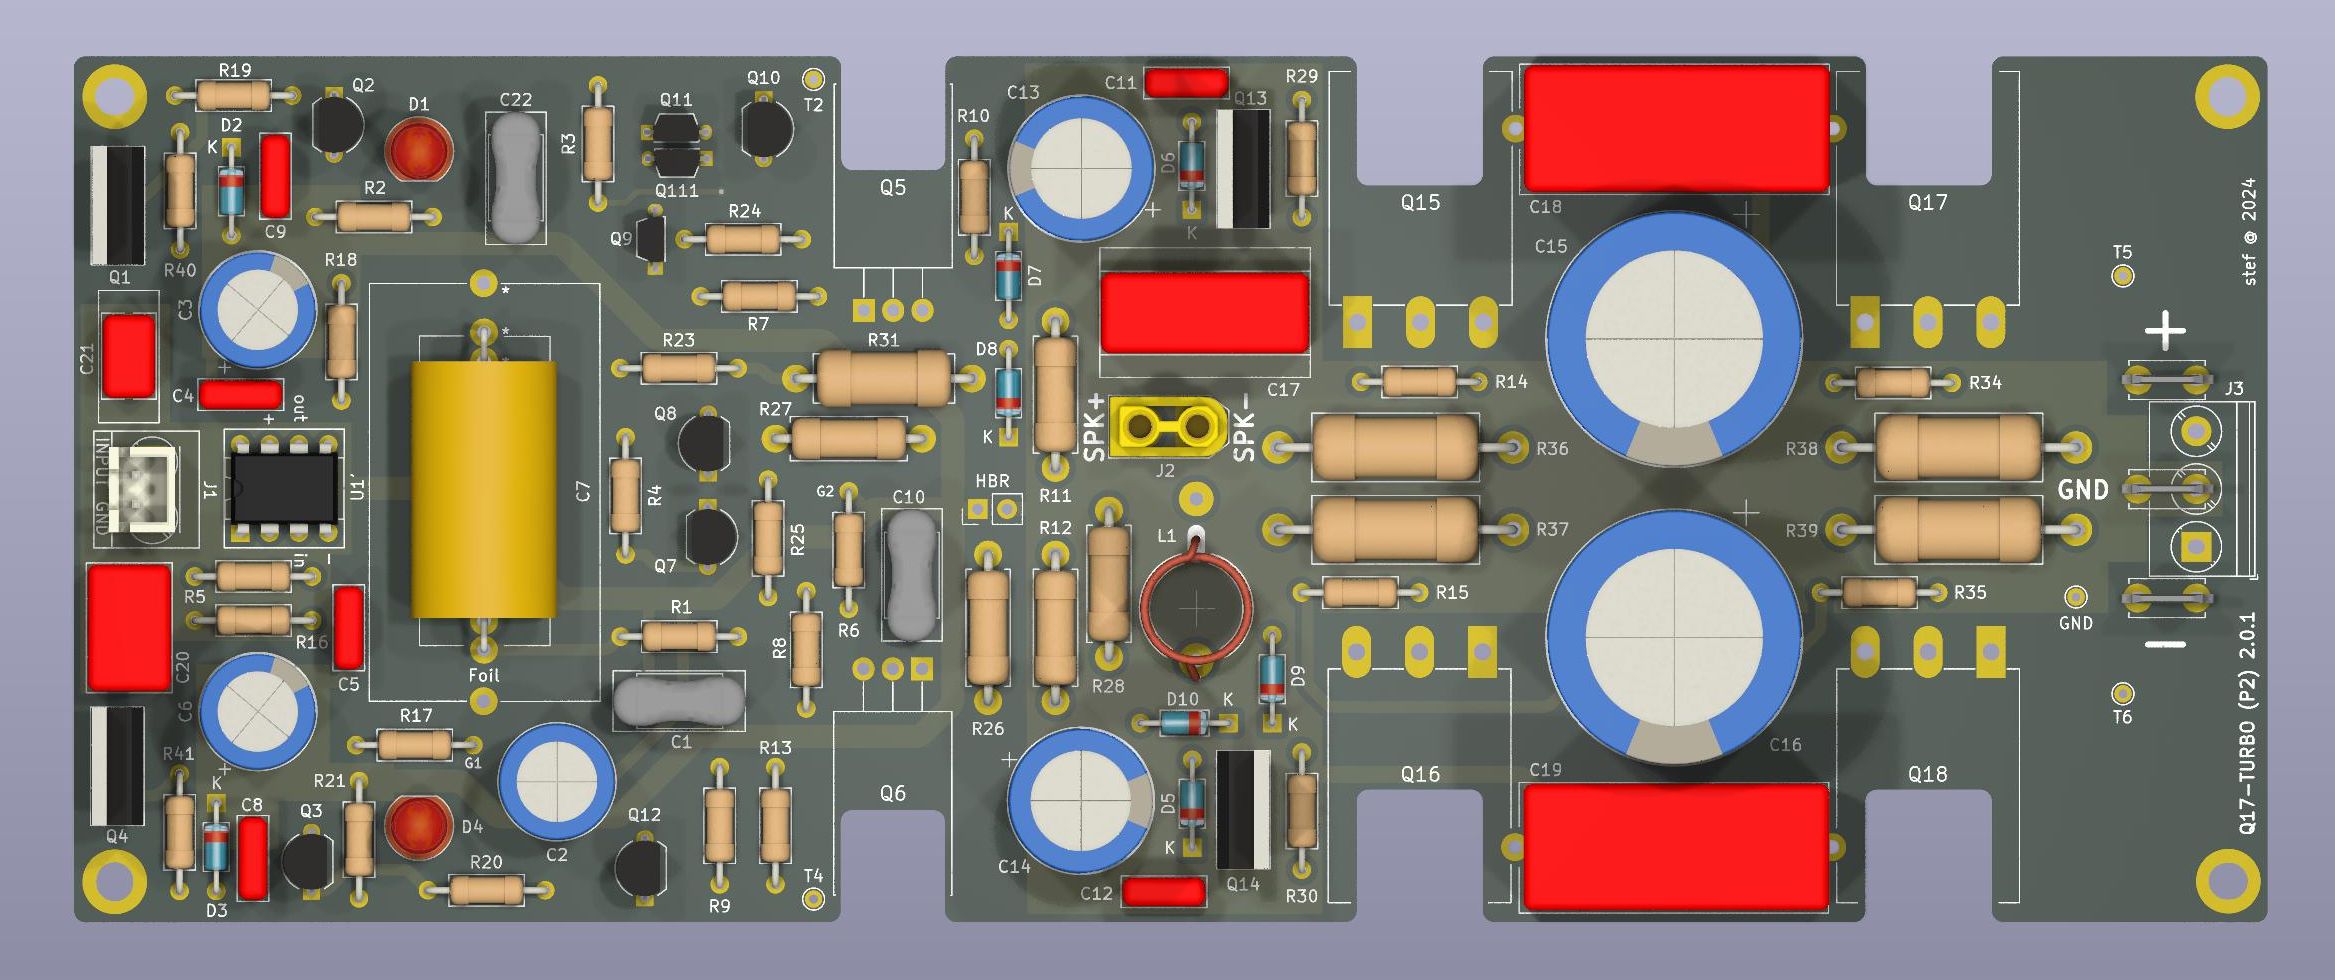 R19
Q2
D1
D2
K
C22
R3
Q11
Q111
Q10
T2
R2
C9
R40
Q1
R18
C3
C21
+
C4
out
+
INPUT GND
J1
U1
in
−
R5
R16
C20
C5
C6
+
Q4
R41
K
D3
C8
R17
G1
R21
Q3
D4
R20
*
*
*
C7
Foil
Q9
R24
R7
R23
R31
R27
Q8
R4
Q7
R25
G2
R6
C10
R1
R8
C1
C2
Q12
R13
R9
T4
Q5
Q6
R10
K
D7
D8
K
C13
+
C11
D6
K
Q13
R29
C17
SPK+
SPK-
J2
HBR
R11
R12
R26
R28
L1
D9
K
D10
K
+
C14
D5
K
C12
Q14
R30
Q15
C18
C15
+
Q17
R14
R34
R36
R37
R38
R39
R15
R35
+
C16
C19
Q16
Q18
stef @ 2024
T5
+
J3
GND
GND
−
T6
Q17-TURBO (P2) 2.0.1